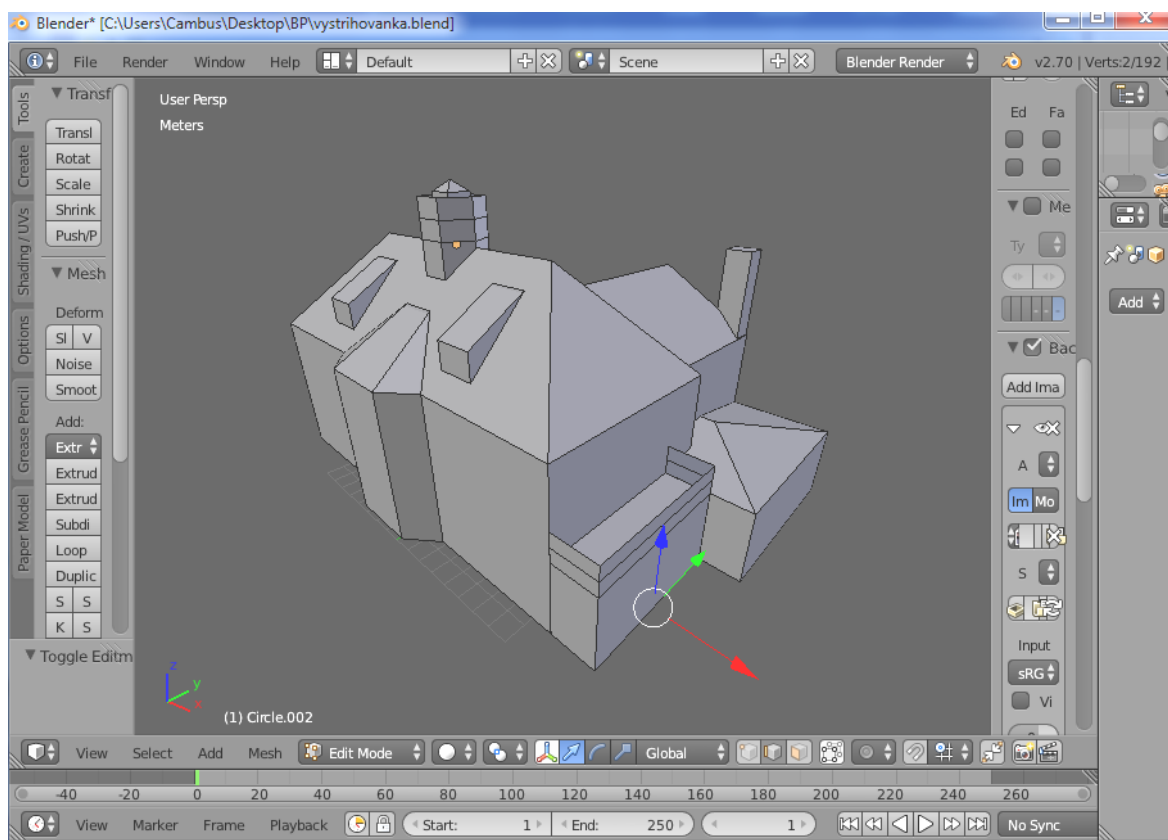 Blender* [C:\Users\Cambus\Desktop\BP\vystrihovanka.blend]
File Render Window Help Default Scene Blender Render v2.70 | Verts:2/192 |
Tools
Create
Shading / UVs
Options
Grease Pencil
Paper Model
Transf
Transl
Rotat
Scale
Shrink
Push/P
Mesh
Deform
Sl V
Noise
Smoot
Add:
Extr
Extrud
Extrud
Subdi
Loop
Duplic
S S
K S
Toggle Editm
User Persp
Meters
z
y
x
(1) Circle.002
Ed Fa
Me
Ty
Bac
Add Ima
A
Im Mo
S
Input
sRG
Vi
Add
View Select Add Mesh Edit Mode Global
-40 -20 0 20 40 60 80 100 120 140 160 180 200 220 240 260
View Marker Frame Playback Start: 1 End: 250 1 No Sync